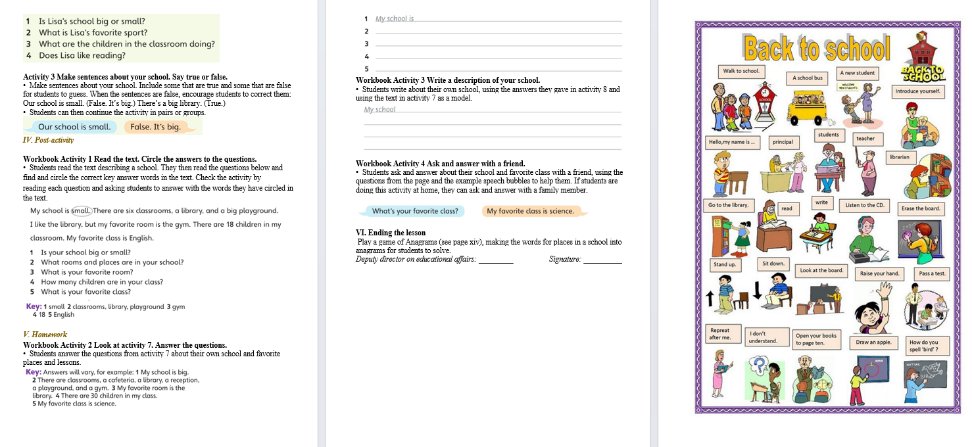 1 Is Lisa's school big or small?
2 What is Lisa's favorite sport?
3 What are the children in the classroom doing?
4 Does Lisa like reading?
Activity 3 Make sentences about your school. Say true or false.
• Make sentences about your school. Include some that are true and some that are false
for students to guess. When the sentences are false, encourage students to correct them:
Our school is small. (False. It's big.) There's a big library. (True.)
• Students can then continue the activity in pairs or groups.
Our school is small. False. It's big.
IV. Post-activity
Workbook Activity 1 Read the text. Circle the answers to the questions.
• Students read the text describing a school. They then read the questions below and
find and circle the correct key answer words in the text. Check the activity by
reading each question and asking students to answer with the words they have circled in
the text.
My school is small. There are six classrooms, a library, and a big playground.
I like the library, but my favorite room is the gym. There are 18 children in my
classroom. My favorite class is English.
1 Is your school big or small?
2 What rooms and places are in your school?
3 What is your favorite room?
4 How many children are in your class?
5 What is your favorite class?
Key: 1 small 2 classrooms, library, playground 3 gym
4 18 5 English
V. Homework
Workbook Activity 2 Look at activity 7. Answer the questions.
• Students answer the questions from activity 7 about their own school and favorite
places and lessons.
Key: Answers will vary, for example: 1 My school is big.
2 There are classrooms, a cafeteria, a library, a reception,
a playground, and a gym. 3 My favorite room is the
library. 4 There are 30 children in my class.
5 My favorite class is science.
1 My school is
2
3
4
5
Workbook Activity 3 Write a description of your school.
• Students write about their own school, using the answers they gave in activity 8 and
using the text in activity 7 as a model.
My school
Workbook Activity 4 Ask and answer with a friend.
• Students ask and answer about their school and favorite class with a friend, using the
questions from the page and the example speech bubbles to help them. If students are
doing this activity at home, they can ask and answer with a family member.
What's your favorite class? My favorite class is science.
VI. Ending the lesson
Play a game of Anagrams (see page xiv), making the words for places in a school into
anagrams for students to solve.
Deputy director on educational affairs: ________ Signature: ________
Back to school
BACK TO
SCHOOL
Walk to school.
A school bus
A new student
Introduce yourself.
Hello,my name is ...
principal
students
teacher
librarian
Go to the library.
read
write
Listen to the CD.
Erase the board.
Stand up.
Sit down.
Look at the board.
Raise your hand.
Pass a test.
Repeat
after me.
I don't
understand.
Open your books
to page ten.
Draw an apple.
How do you
spell 'bird' ?